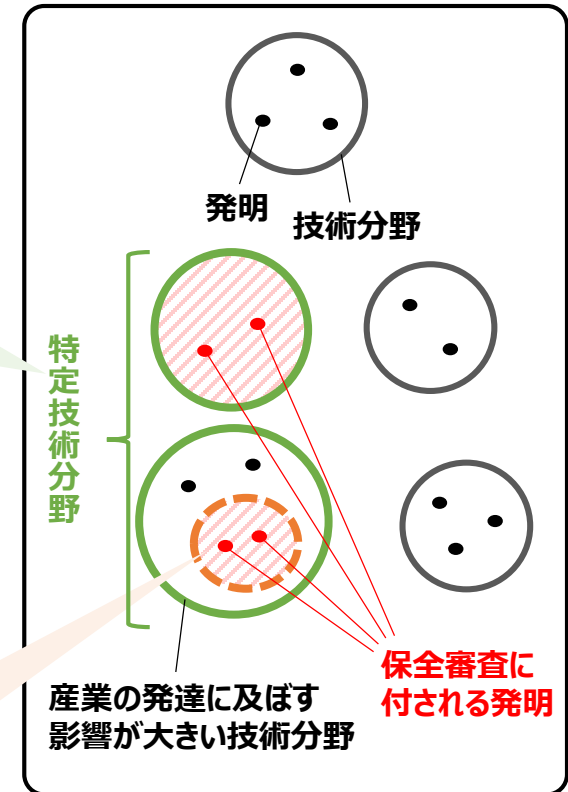 発明
技術分野
特定技術分野
保全審査に
付される発明
産業の発達に及ぼす
影響が大きい技術分野